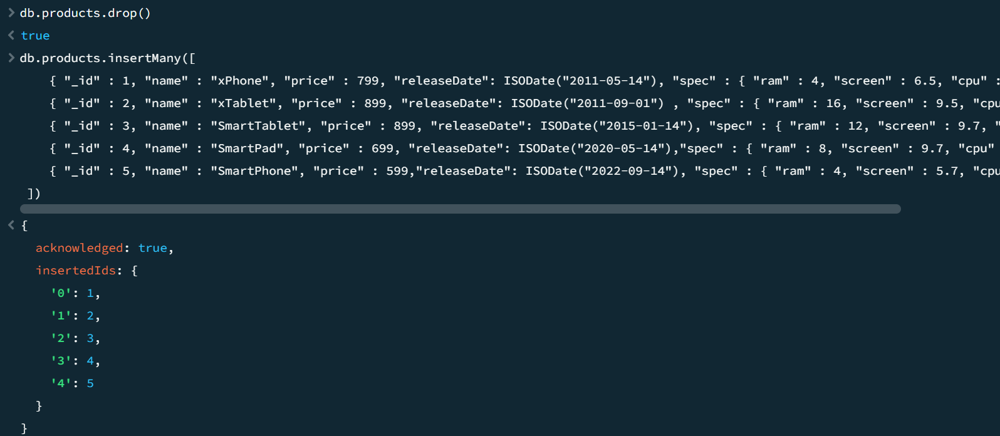 > db.products.drop()
< true
> db.products.insertMany([
{ "_id" : 1, "name" : "xPhone", "price" : 799, "releaseDate": ISODate("2011-05-14"), "spec" : { "ram" : 4, "screen" : 6.5, "cpu" :
{ "_id" : 2, "name" : "xTablet", "price" : 899, "releaseDate": ISODate("2011-09-01") , "spec" : { "ram" : 16, "screen" : 9.5, "cpu
{ "_id" : 3, "name" : "SmartTablet", "price" : 899, "releaseDate": ISODate("2015-01-14"), "spec" : { "ram" : 12, "screen" : 9.7, "
{ "_id" : 4, "name" : "SmartPad", "price" : 699, "releaseDate": ISODate("2020-05-14"),"spec" : { "ram" : 8, "screen" : 9.7, "cpu"
{ "_id" : 5, "name" : "SmartPhone", "price" : 599,"releaseDate": ISODate("2022-09-14"), "spec" : { "ram" : 4, "screen" : 5.7, "cpu
])
< {
acknowledged: true,
insertedIds: {
'0': 1,
'1': 2,
'2': 3,
'3': 4,
'4': 5
}
}